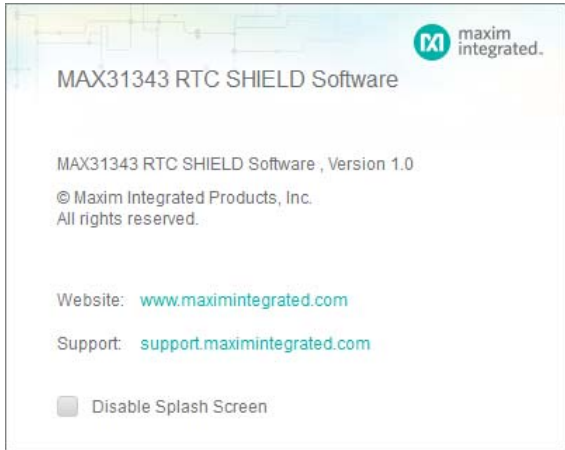 maxim
integrated™
MAX31343 RTC SHIELD Software
MAX31343 RTC SHIELD Software , Version 1.0
© Maxim Integrated Products, Inc.
All rights reserved.
Website: www.maximintegrated.com
Support: support.maximintegrated.com
Disable Splash Screen